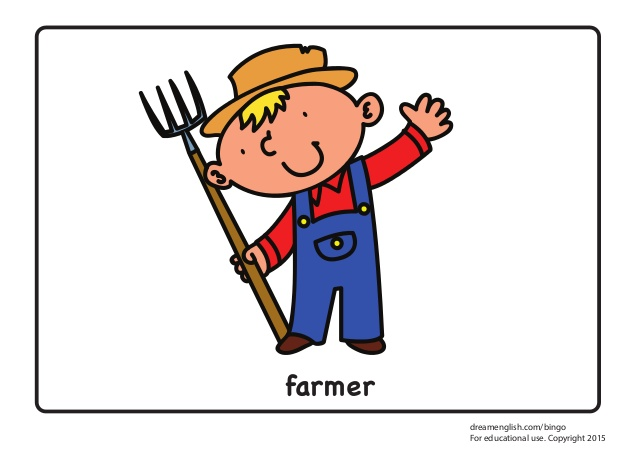 farmer
dreamenglish.com/bingo
For educational use. Copyright 2015